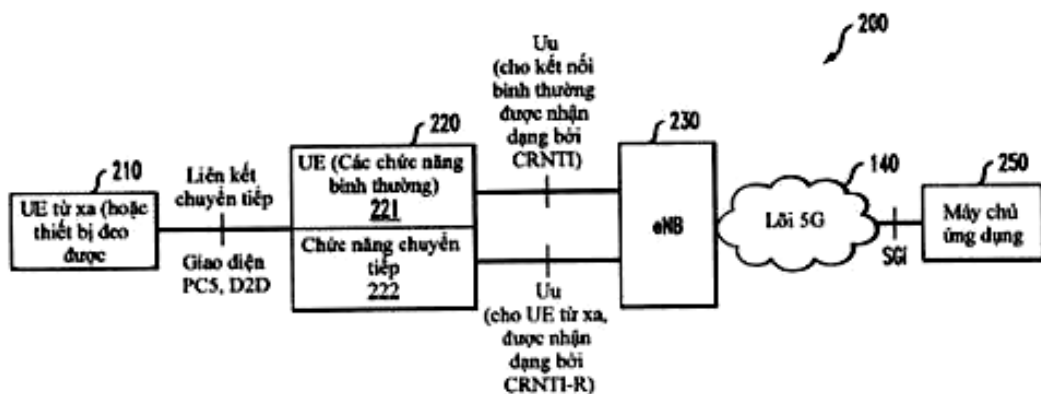 200
Uu
(cho kết nối
bình thường
được nhận
dạng bởi
CRNTI)
210
UE từ xa (hoặc
thiết bị đeo
được
Liên kết
chuyển tiếp
Giao diện
PC5, D2D
220
UE (Các chức năng
bình thường)
221
Chức năng chuyển
tiếp
222
Uu
(cho UE từ xa,
được nhận
dạng bởi
CRNTI-R)
230
eNB
140
Lõi 5G
SGi
250
Máy chủ
ứng dụng